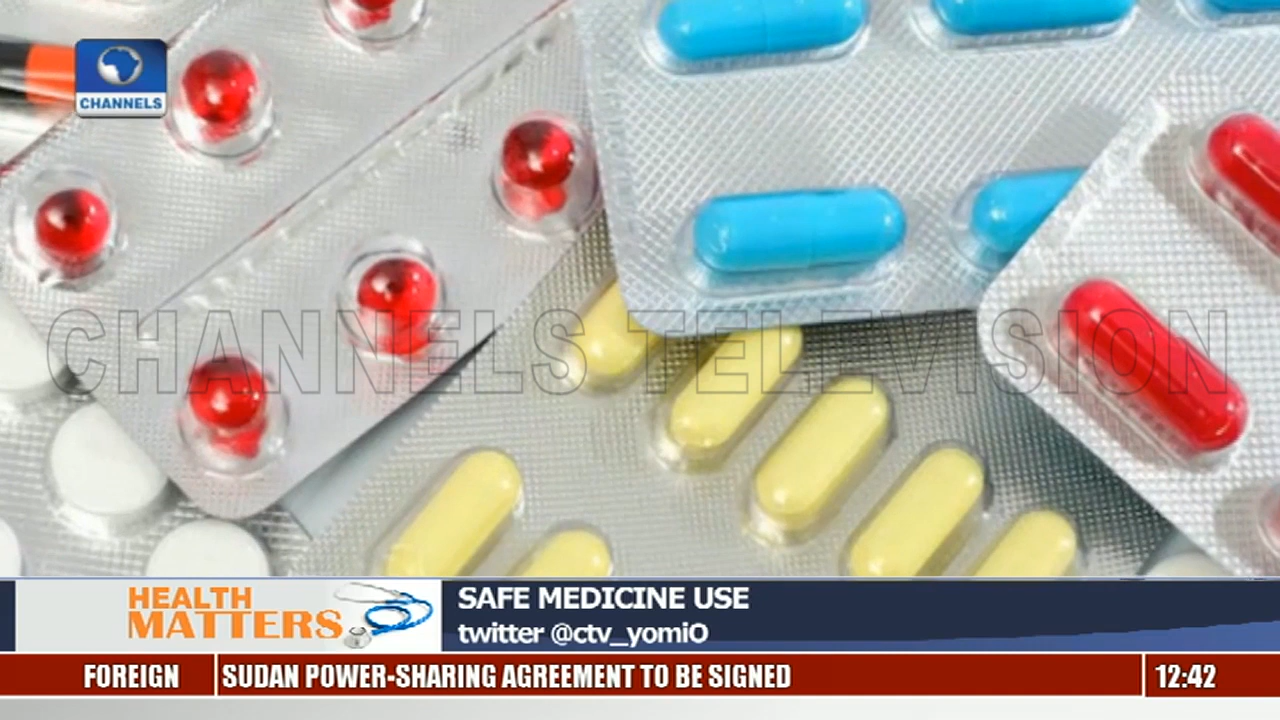 CHANNELS
CHANNELS TELEVISION
HEALTH
MATTERS
SAFE MEDICINE USE
twitter @ctv_yomiO
FOREIGN
SUDAN POWER-SHARING AGREEMENT TO BE SIGNED
12:42